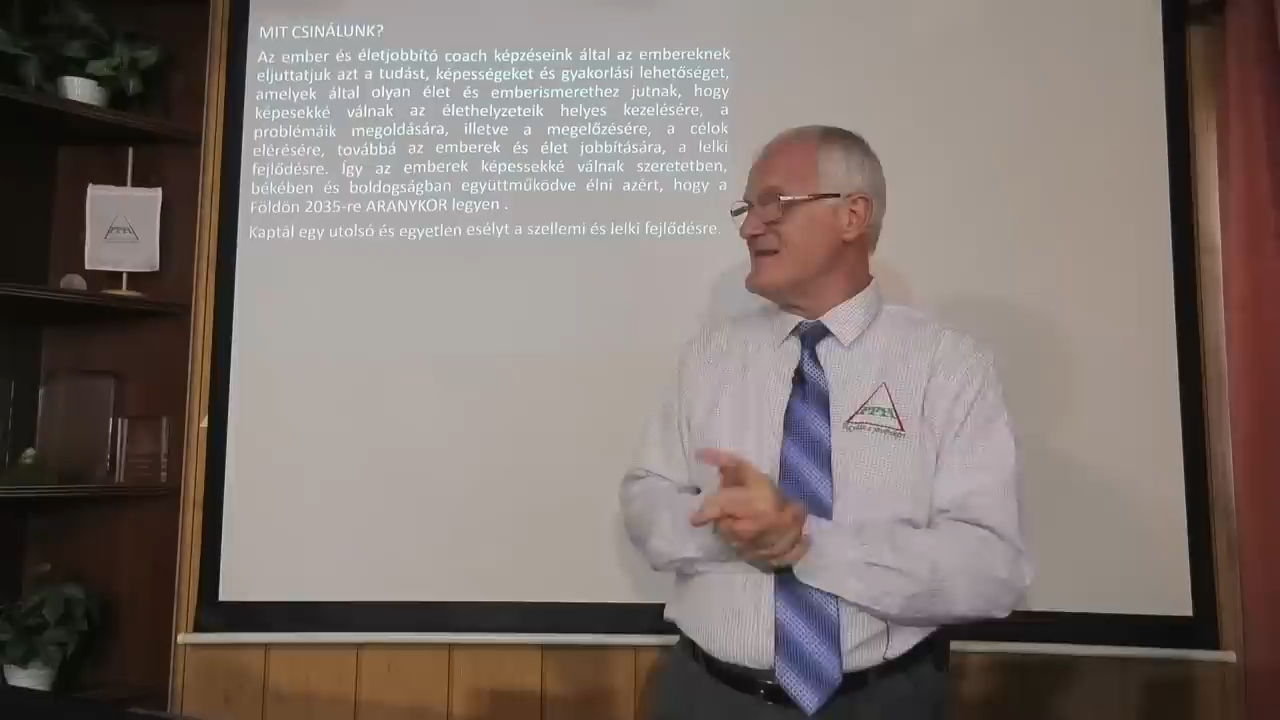 MIT CSINÁLUNK?
Az ember és életjobbító coach képzéseink által az embereknek
eljuttatjuk azt a tudást, képességeket és gyakorlási lehetőséget,
amelyek által olyan élet és emberismerethez jutnak, hogy
képesekké válnak az élethelyzeteik helyes kezelésére, a
problémáik megoldására, illetve a megelőzésére, a célok
elérésére, továbbá az emberek és élet jobbítására, a lelki
fejlődésre. Így az emberek képessekké válnak szeretetben,
békében és boldogságban együttműködve élni azért, hogy a
Földön 2035-re ARANYKOR legyen .
Kaptál egy utolsó és egyetlen esélyt a szellemi és lelki fejlődésre.